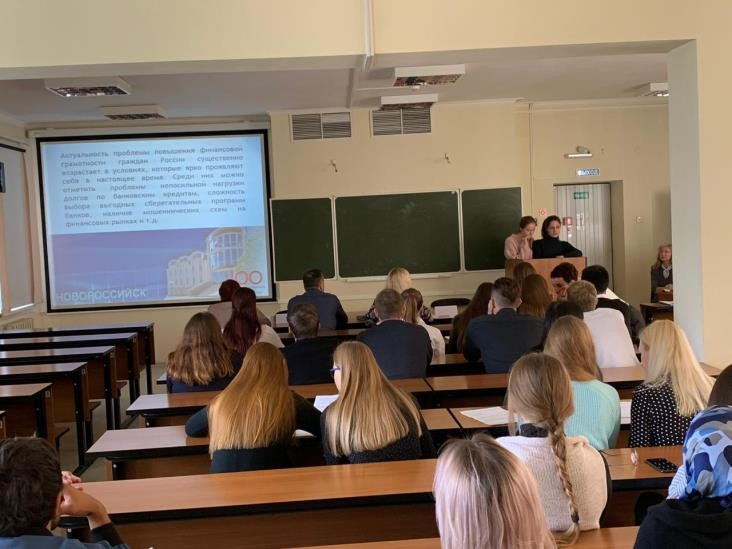 Актуальность проблемы повышения финансовой
грамотности граждан России существенно
возрастает в условиях, которые ярко проявляют
себя в настоящее время. Среди них можно
отметить проблемы непосильной нагрузки
долгов по банковским кредитам, сложность
выбора выгодных сберегательных программ
банков, наличие мошеннических схем на
финансовых рынках и т.д.
100
НОВОРОССИЙСК
ВЫХОД